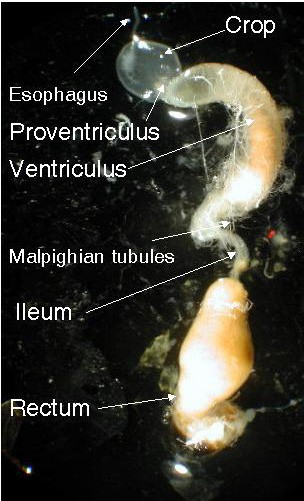 Crop
Esophagus
Proventriculus
Ventriculus
Malpighian tubules
Ileum
Rectum